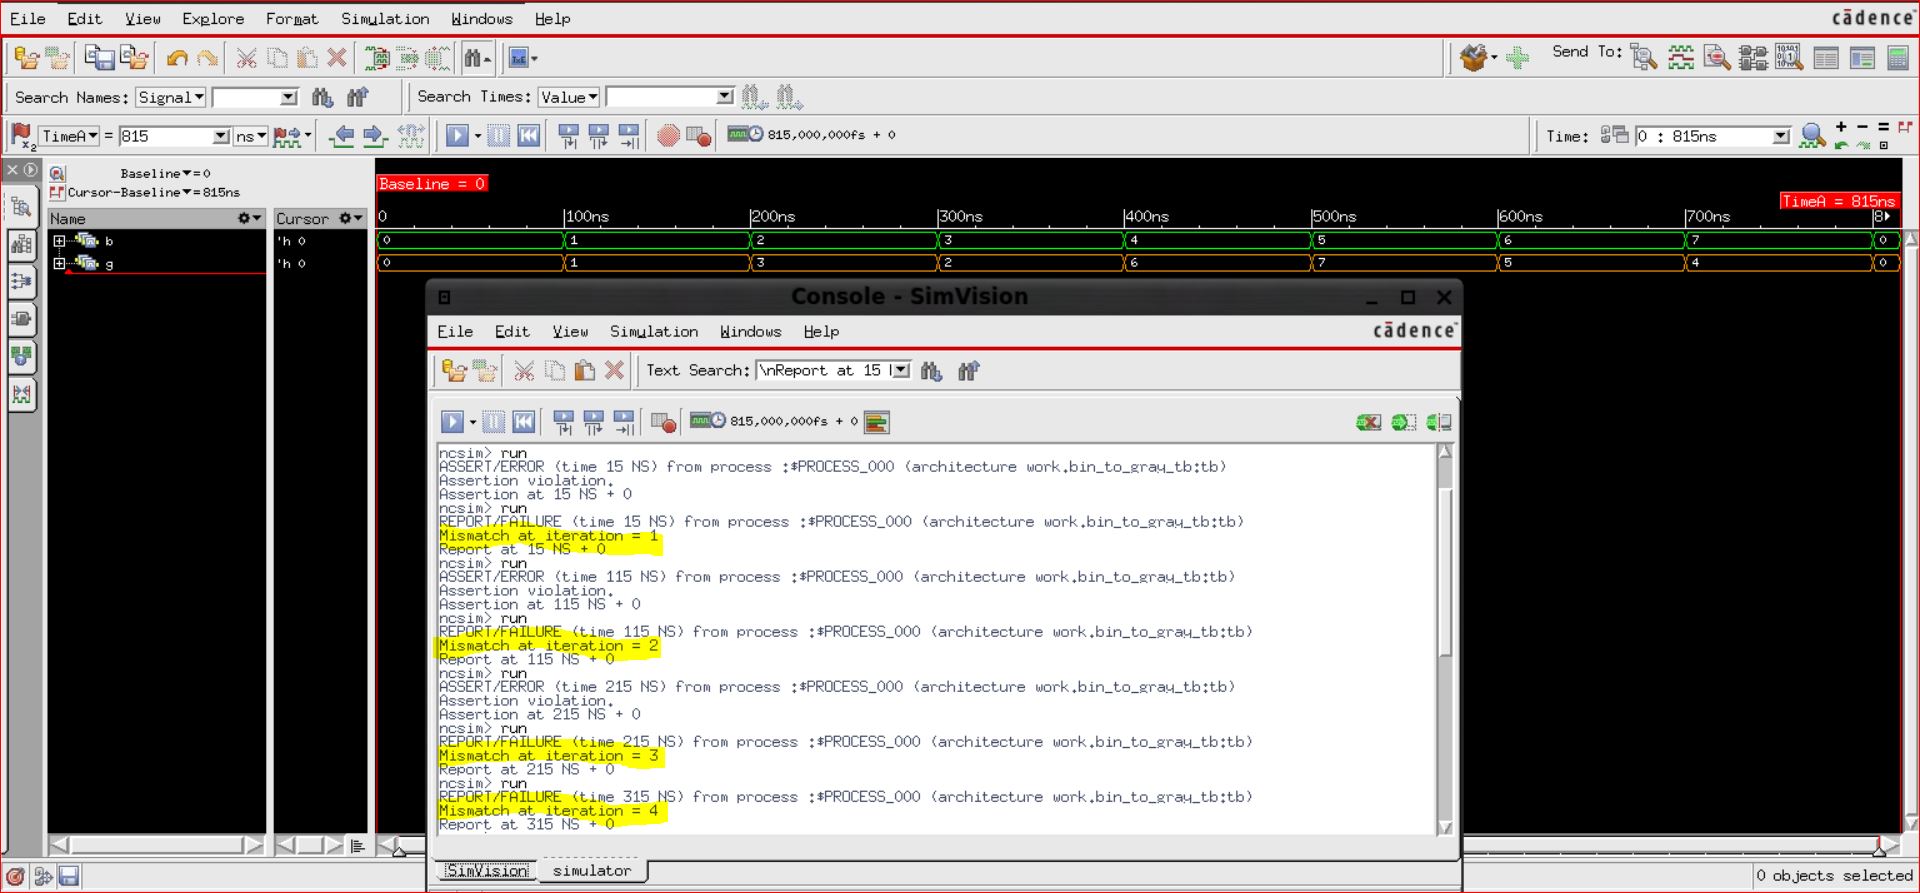 File Edit View Explore Format Simulation Windows Help cādence
Send To:
Search Names: Signal Search Times: Value
TimeA = 815 ns 815,000,000fs + 0 Time: 0 : 815ns
Baseline = 0
Cursor-Baseline = 815ns
Baseline = 0
TimeA = 815ns
Name Cursor 0 100ns 200ns 300ns 400ns 500ns 600ns 700ns 8
b 'h 0 0 1 2 3 4 5 6 7 0
g 'h 0 0 1 3 2 6 7 5 4 0
Console - SimVision
File Edit View Simulation Windows Help cādence
Text Search: \nReport at 15
815,000,000fs + 0
ncsim> run
ASSERT/ERROR (time 15 NS) from process :$PROCESS_000 (architecture work.bin_to_gray_tb:tb)
Assertion violation.
Assertion at 15 NS + 0
ncsim> run
REPORT/FAILURE (time 15 NS) from process :$PROCESS_000 (architecture work.bin_to_gray_tb:tb)
Mismatch at iteration = 1
Report at 15 NS + 0
ncsim> run
ASSERT/ERROR (time 115 NS) from process :$PROCESS_000 (architecture work.bin_to_gray_tb:tb)
Assertion violation.
Assertion at 115 NS + 0
ncsim> run
REPORT/FAILURE (time 115 NS) from process :$PROCESS_000 (architecture work.bin_to_gray_tb:tb)
Mismatch at iteration = 2
Report at 115 NS + 0
ncsim> run
ASSERT/ERROR (time 215 NS) from process :$PROCESS_000 (architecture work.bin_to_gray_tb:tb)
Assertion violation.
Assertion at 215 NS + 0
ncsim> run
REPORT/FAILURE (time 215 NS) from process :$PROCESS_000 (architecture work.bin_to_gray_tb:tb)
Mismatch at iteration = 3
Report at 215 NS + 0
ncsim> run
REPORT/FAILURE (time 315 NS) from process :$PROCESS_000 (architecture work.bin_to_gray_tb:tb)
Mismatch at iteration = 4
Report at 315 NS + 0
SimVision simulator
0 objects selected